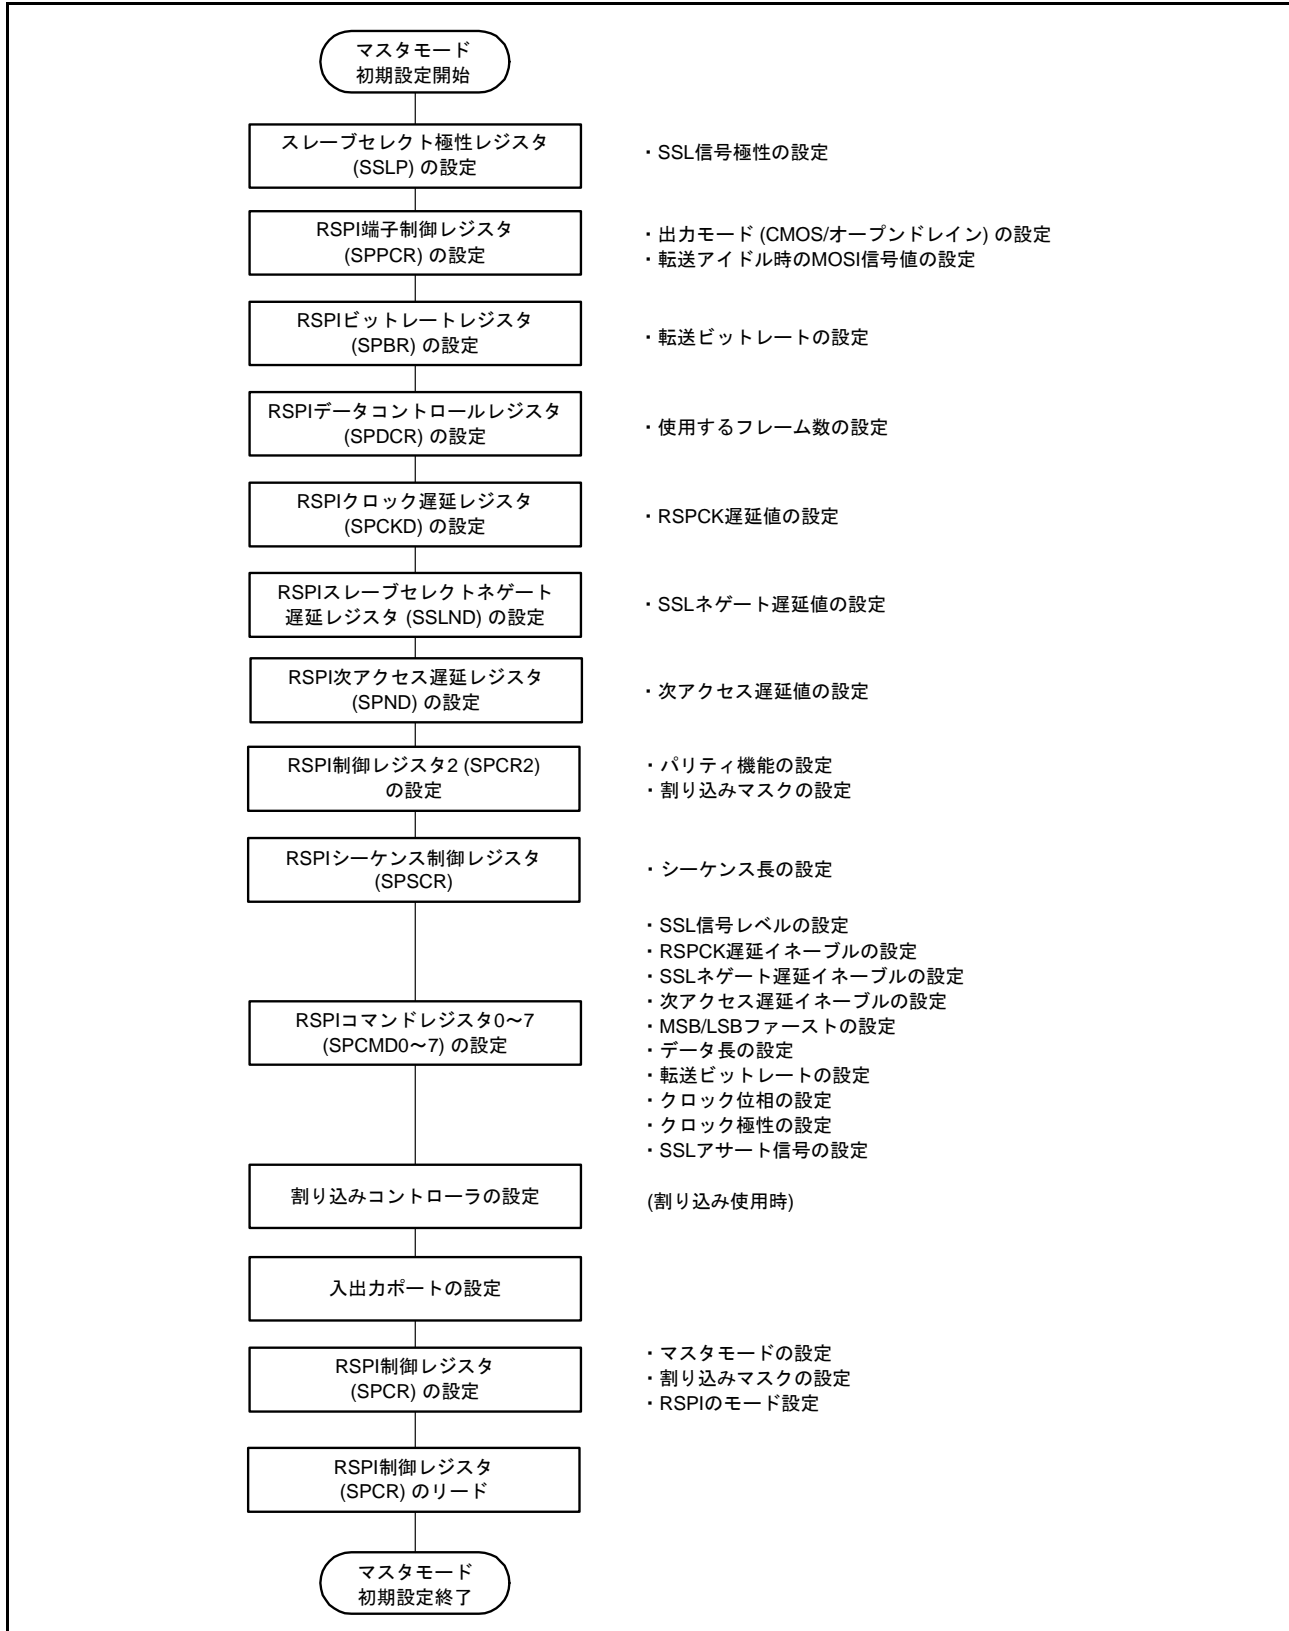 マスタモード
初期設定開始
スレーブセレクト極性レジスタ
(SSLP) の設定
・SSL信号極性の設定
RSPI端子制御レジスタ
(SPPCR) の設定
・出力モード (CMOS/オープンドレイン) の設定
・転送アイドル時のMOSI信号値の設定
RSPIビットレートレジスタ
(SPBR) の設定
・転送ビットレートの設定
RSPIデータコントロールレジスタ
(SPDCR) の設定
・使用するフレーム数の設定
RSPIクロック遅延レジスタ
(SPCKD) の設定
・RSPCK遅延値の設定
RSPIスレーブセレクトネゲート
遅延レジスタ (SSLND) の設定
・SSLネゲート遅延値の設定
RSPI次アクセス遅延レジスタ
(SPND) の設定
・次アクセス遅延値の設定
RSPI制御レジスタ2 (SPCR2)
の設定
・パリティ機能の設定
・割り込みマスクの設定
RSPIシーケンス制御レジスタ
(SPSCR)
・シーケンス長の設定
RSPIコマンドレジスタ0～7
(SPCMD0～7) の設定
・SSL信号レベルの設定
・RSPCK遅延イネーブルの設定
・SSLネゲート遅延イネーブルの設定
・次アクセス遅延イネーブルの設定
・MSB/LSBファーストの設定
・データ長の設定
・転送ビットレートの設定
・クロック位相の設定
・クロック極性の設定
・SSLアサート信号の設定
割り込みコントローラの設定
(割り込み使用時)
入出力ポートの設定
RSPI制御レジスタ
(SPCR) の設定
・マスタモードの設定
・割り込みマスクの設定
・RSPIのモード設定
RSPI制御レジスタ
(SPCR) のリード
マスタモード
初期設定終了